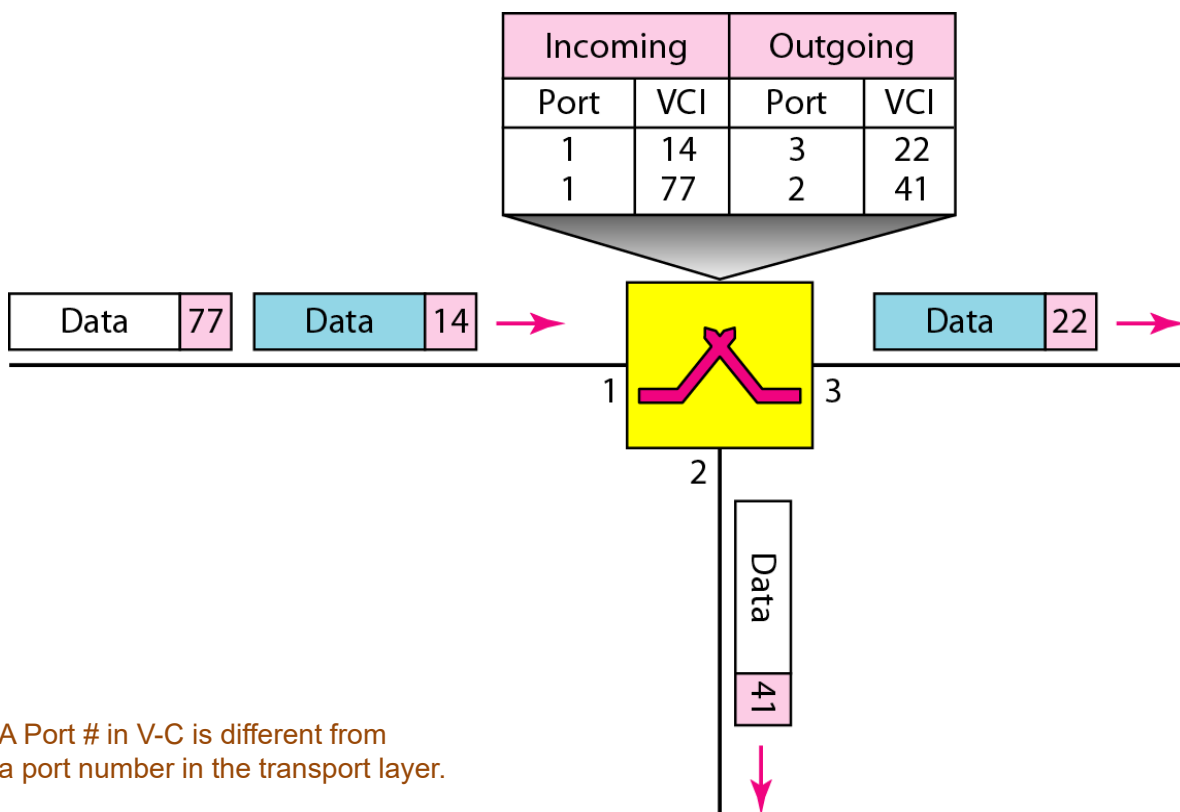 Incoming Outgoing
Port VCI Port VCI
1 14 3 22
1 77 2 41
Data 77 Data 14 Data 22
1 3
2
Data 41
A Port # in V-C is different from
a port number in the transport layer.